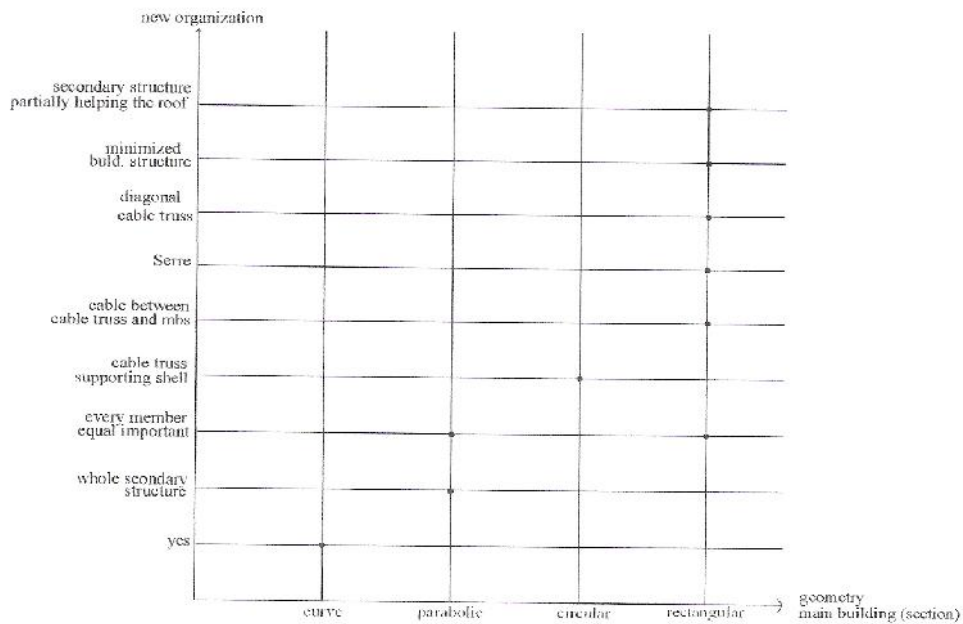 new organization
secondary structure
partially helping the roof
minimized
buld. structure
diagonal
cable truss
Serre
cable between
cable truss and mbs
cable truss
supporting shell
every member
equal important
whole scondary
structure
yes
curve
parabolic
circular
rectangular
geometry
main building (section)